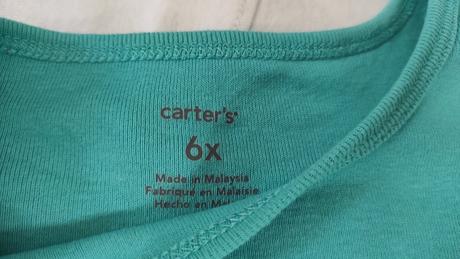 carter's
6x
Made in Malaysia
Fabriqué en Malaisie
Hecho en